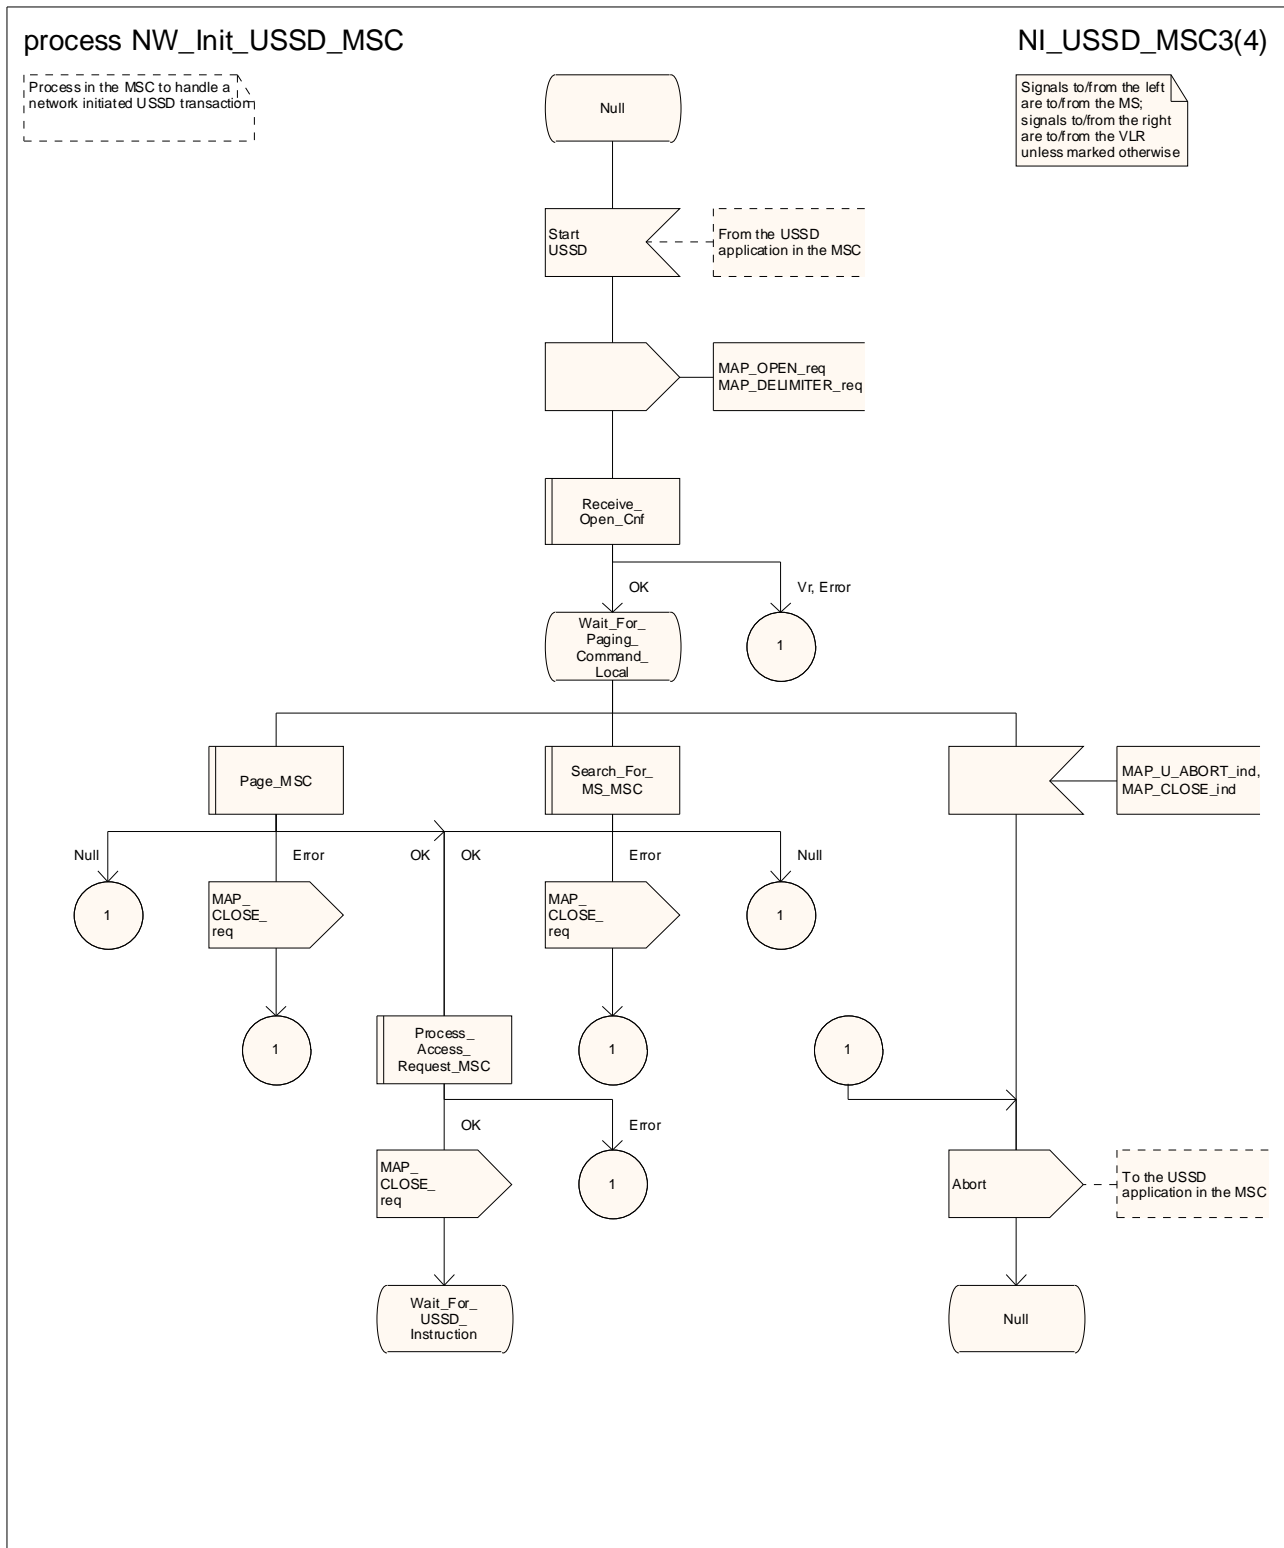 process NW_Init_USSD_MSC
NI_USSD_MSC3(4)
Process in the MSC to handle a
network initiated USSD transaction
Signals to/from the left
are to/from the MS;
signals to/from the right
are to/from the VLR
unless marked otherwise
Null
Start
USSD
From the USSD
application in the MSC
MAP_OPEN_req
MAP_DELIMITER_req
Receive_
Open_Cnf
OK
Vr, Error
Wait_For_
Paging_
Command_
Local
1
Page_MSC
Search_For_
MS_MSC
MAP_U_ABORT_ind,
MAP_CLOSE_ind
Null
Error
OK
OK
Error
Null
1
MAP_
CLOSE_
req
MAP_
CLOSE_
req
1
1
Process_
Access_
Request_MSC
1
1
OK
Error
MAP_
CLOSE_
req
1
Abort
To the USSD
application in the MSC
Wait_For_
USSD_
Instruction
Null